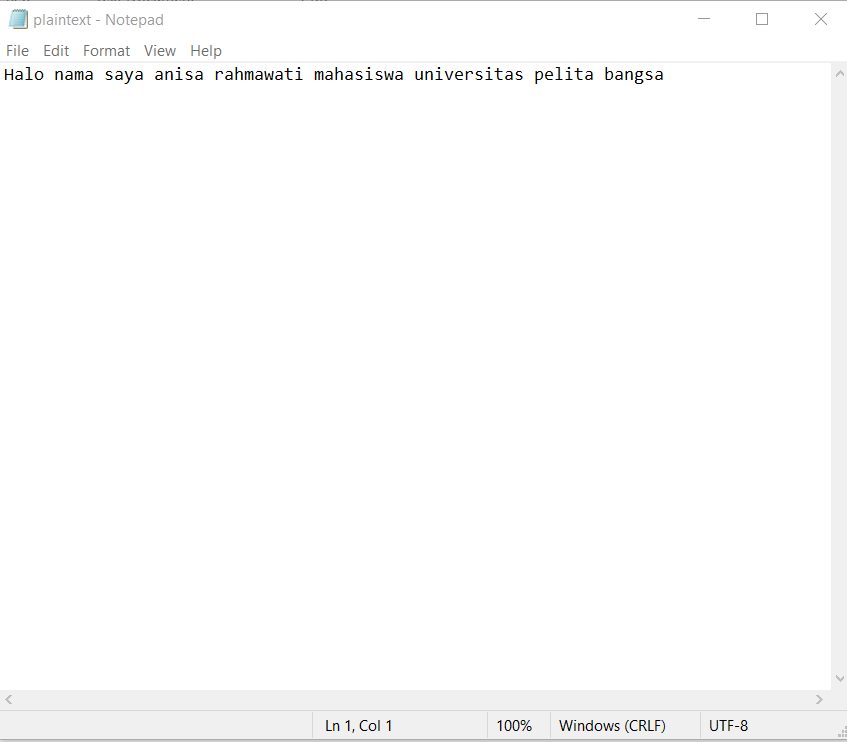 plaintext - Notepad
File Edit Format View Help
Halo nama saya anisa rahmawati mahasiswa universitas pelita bangsa
Ln 1, Col 1 100% Windows (CRLF) UTF-8